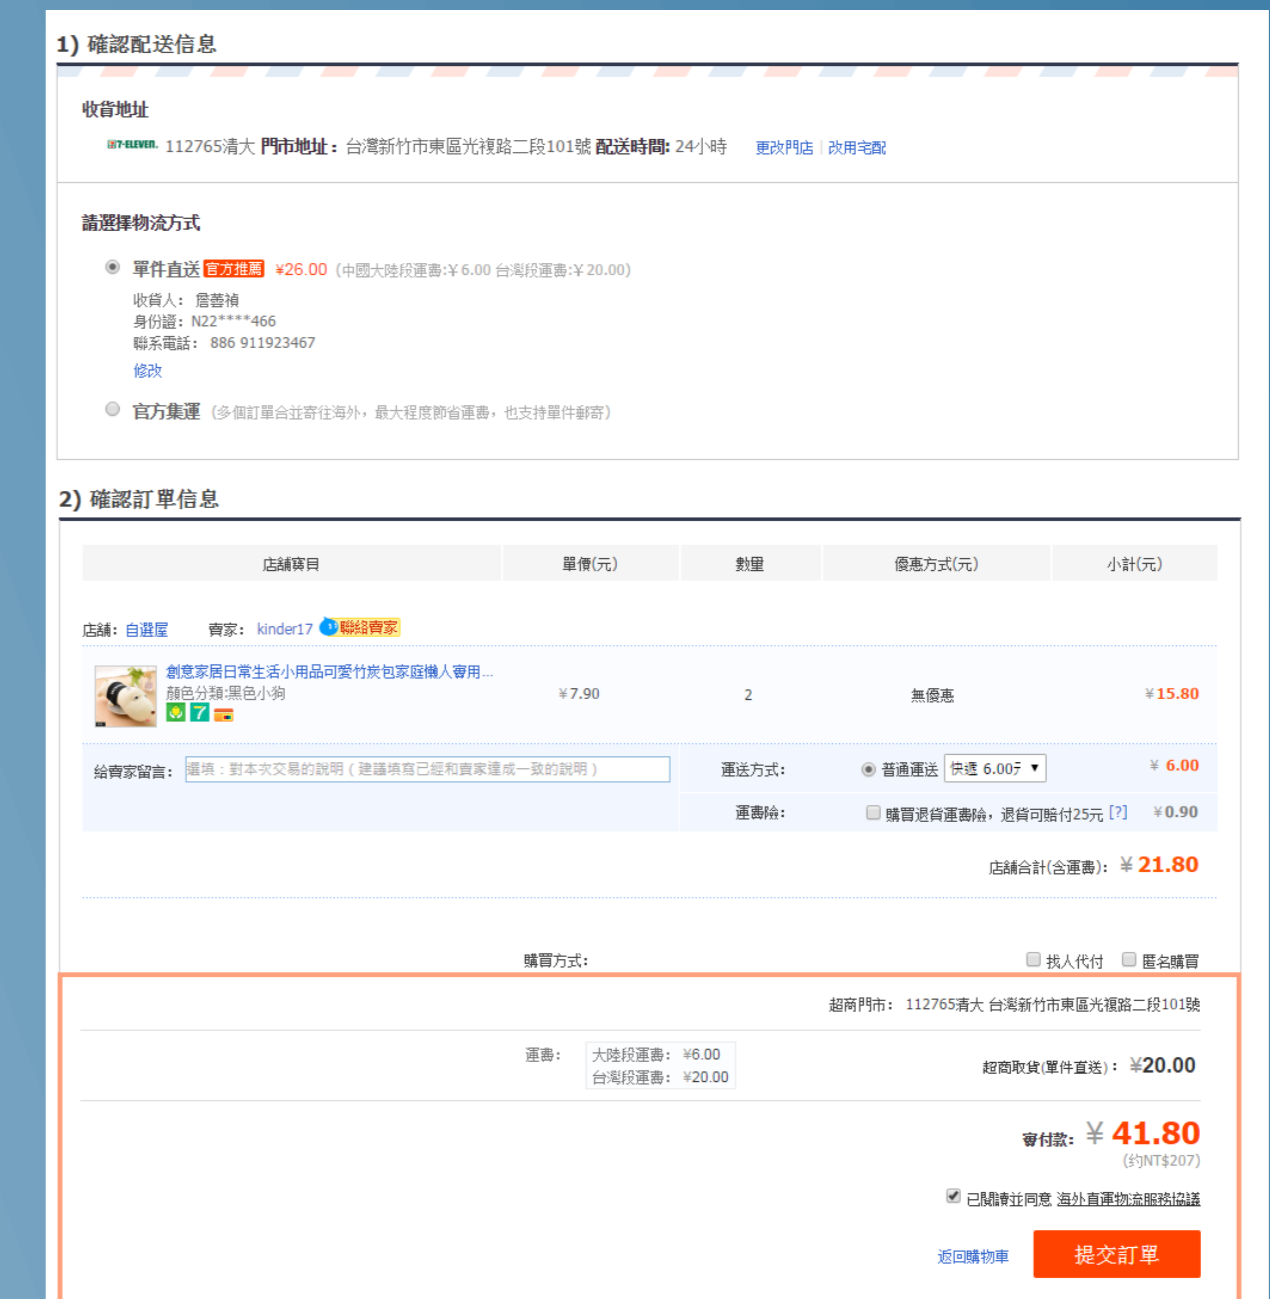 1) 確認配送信息
收貨地址
7-ELEVEN. 112765清大 門市地址： 台灣新竹市東區光複路二段101號 配送時間: 24小時 更改門店 改用宅配
請選擇物流方式
單件直送 官方推薦 ¥26.00 (中國大陸段運費:¥ 6.00 台灣段運費:¥ 20.00)
收貨人： 詹善禎
身份證： N22****466
聯系電話： 886 911923467
修改
官方集運 (多個訂單合並寄往海外，最大程度節省運費，也支持單件郵寄)
2) 確認訂單信息
店舖寶貝 單價(元) 數量 優惠方式(元) 小計(元)
店舖： 自選屋 賣家： kinder17 聯絡賣家
創意家居日常生活小用品可愛竹炭包家庭懶人實用...
顏色分類:黑色小狗
7
¥7.90 2 無優惠 ¥15.80
給賣家留言： 選填：對本次交易的說明（建議填寫已經和賣家達成一致的說明）
運送方式： 普通運送 快遞 6.00 ▼ ¥ 6.00
運費險： 購買退貨運費險，退貨可賠付25元 [?] ¥0.90
店舖合計(含運費)： ¥ 21.80
購買方式： 找人代付 匿名購買
超商門市： 112765清大 台灣新竹市東區光複路二段101號
運費： 大陸段運費： ¥6.00
台灣段運費： ¥20.00
超商取貨(單件直送)： ¥20.00
實付款： ¥ 41.80
(约NT$207)
已閱讀並同意 海外直運物流服務協議
返回購物車 提交訂單